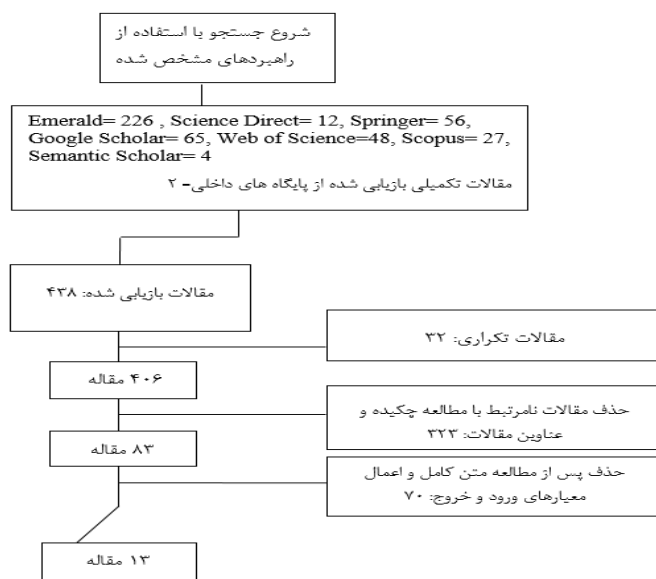 شروع جستجو با استفاده از
راهبردهای مشخص شده
Emerald= 226 , Science Direct= 12, Springer= 56,
Google Scholar= 65, Web of Science=48, Scopus= 27,
Semantic Scholar= 4
مقالات تکمیلی بازیابی شده از پایگاه های داخلی- ۲
مقالات بازیابی شده: ۴۳۸
مقالات تکراری: ۳۲
۴۰۶ مقاله
حذف مقالات نامرتبط با مطالعه چکیده و
عناوین مقالات: ۳۲۳
۸۳ مقاله
حذف پس از مطالعه متن کامل و اعمال
معیارهای ورود و خروج: ۷۰
۱۳ مقاله